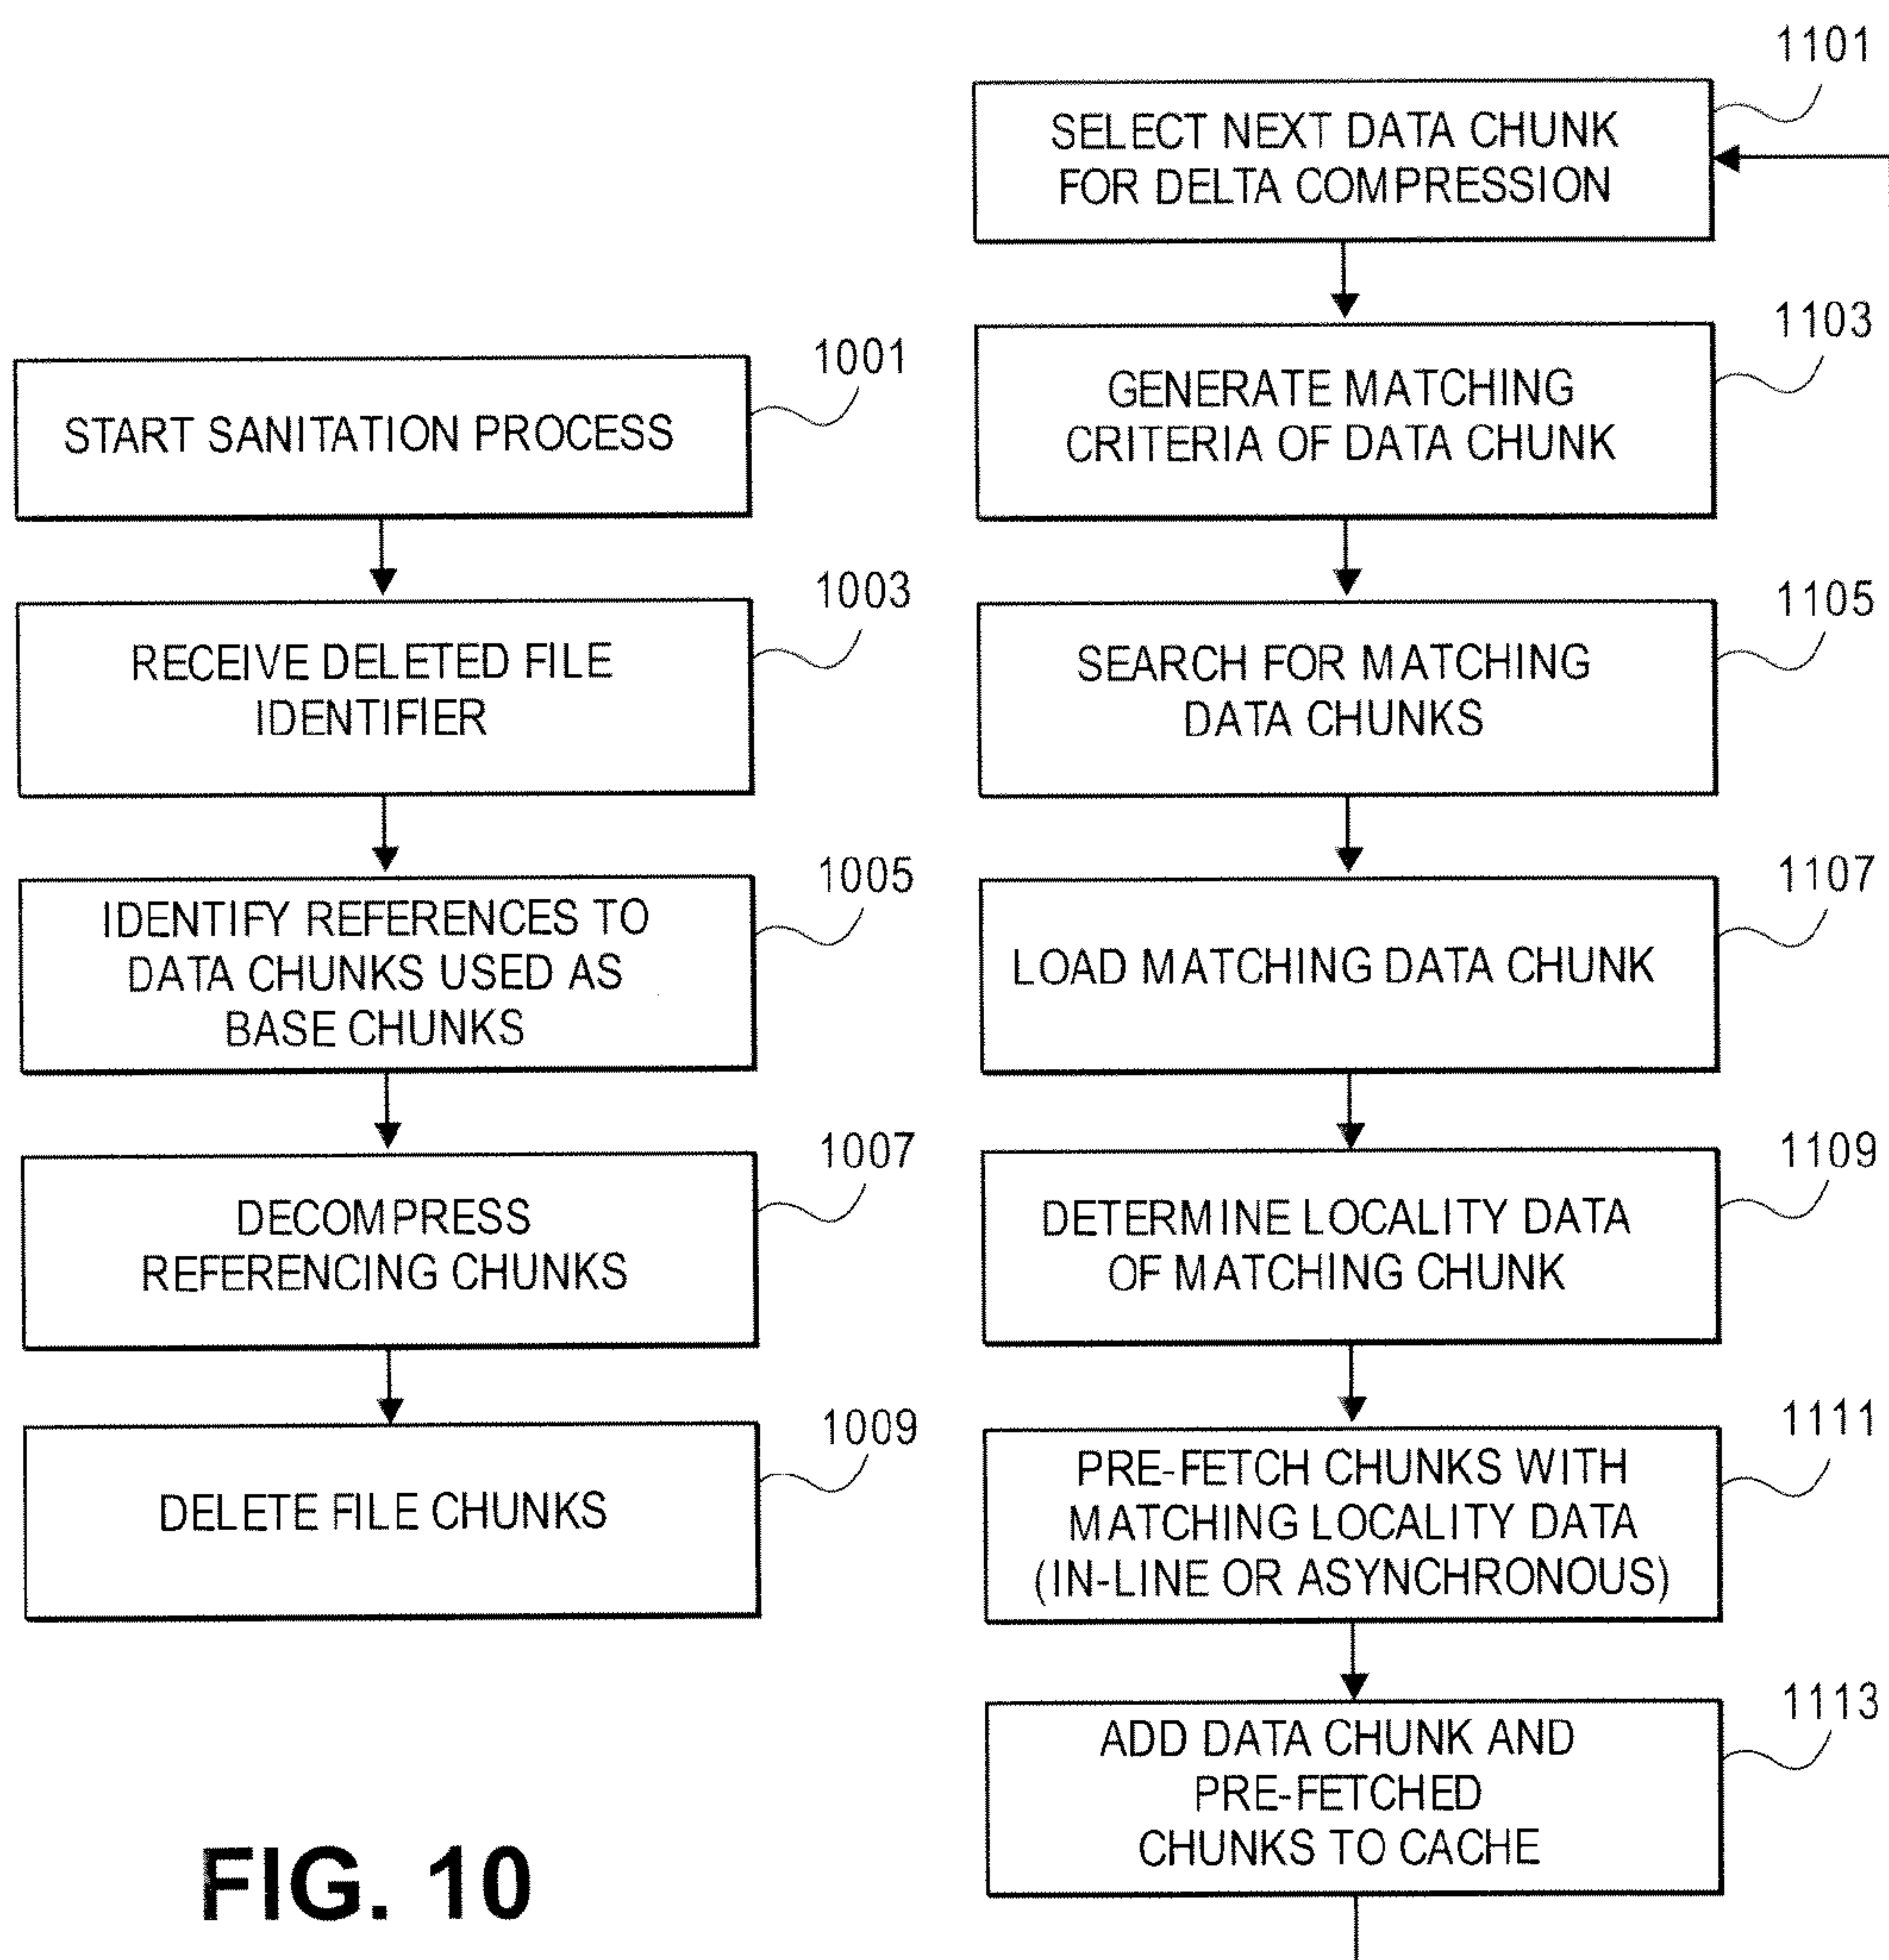 1001
START SANITATION PROCESS
1003
RECEIVE DELETED FILE
IDENTIFIER
1005
IDENTIFY REFERENCES TO
DATA CHUNKS USED AS
BASE CHUNKS
1007
DECOMPRESS
REFERENCING CHUNKS
1009
DELETE FILE CHUNKS
FIG. 10
1101
SELECT NEXT DATA CHUNK
FOR DELTA COMPRESSION
1103
GENERATE MATCHING
CRITERIA OF DATA CHUNK
1105
SEARCH FOR MATCHING
DATA CHUNKS
1107
LOAD MATCHING DATA CHUNK
1109
DETERMINE LOCALITY DATA
OF MATCHING CHUNK
1111
PRE-FETCH CHUNKS WITH
MATCHING LOCALITY DATA
(IN-LINE OR ASYNCHRONOUS)
1113
ADD DATA CHUNK AND
PRE-FETCHED
CHUNKS TO CACHE